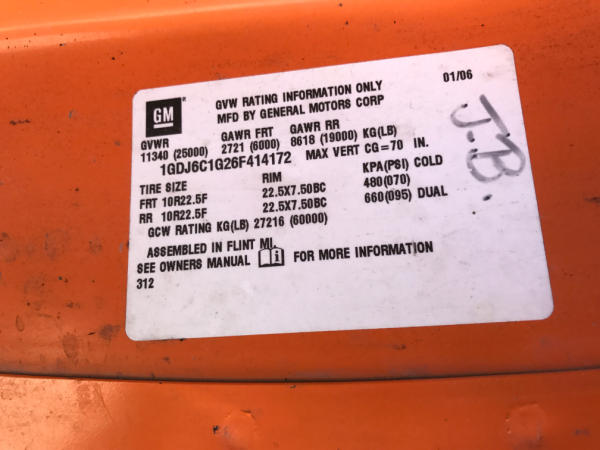 GM
GVW RATING INFORMATION ONLY
01/06
MFD BY GENERAL MOTORS CORP
GVWR GAWR FRT GAWR RR
11340 (25000) 2721 (6000) 8618 (19000) KG(LB)
1GDJ6C1G26F414172 MAX VERT CG=70 IN.
TIRE SIZE RIM KPA(PSI) COLD
FRT 10R22.5F 22.5X7.50BC 480(070)
RR 10R22.5F 22.5X7.50BC 660(095) DUAL
GCW RATING KG(LB) 27216 (60000)
ASSEMBLED IN FLINT MI.
SEE OWNERS MANUAL i FOR MORE INFORMATION
312
J.B.